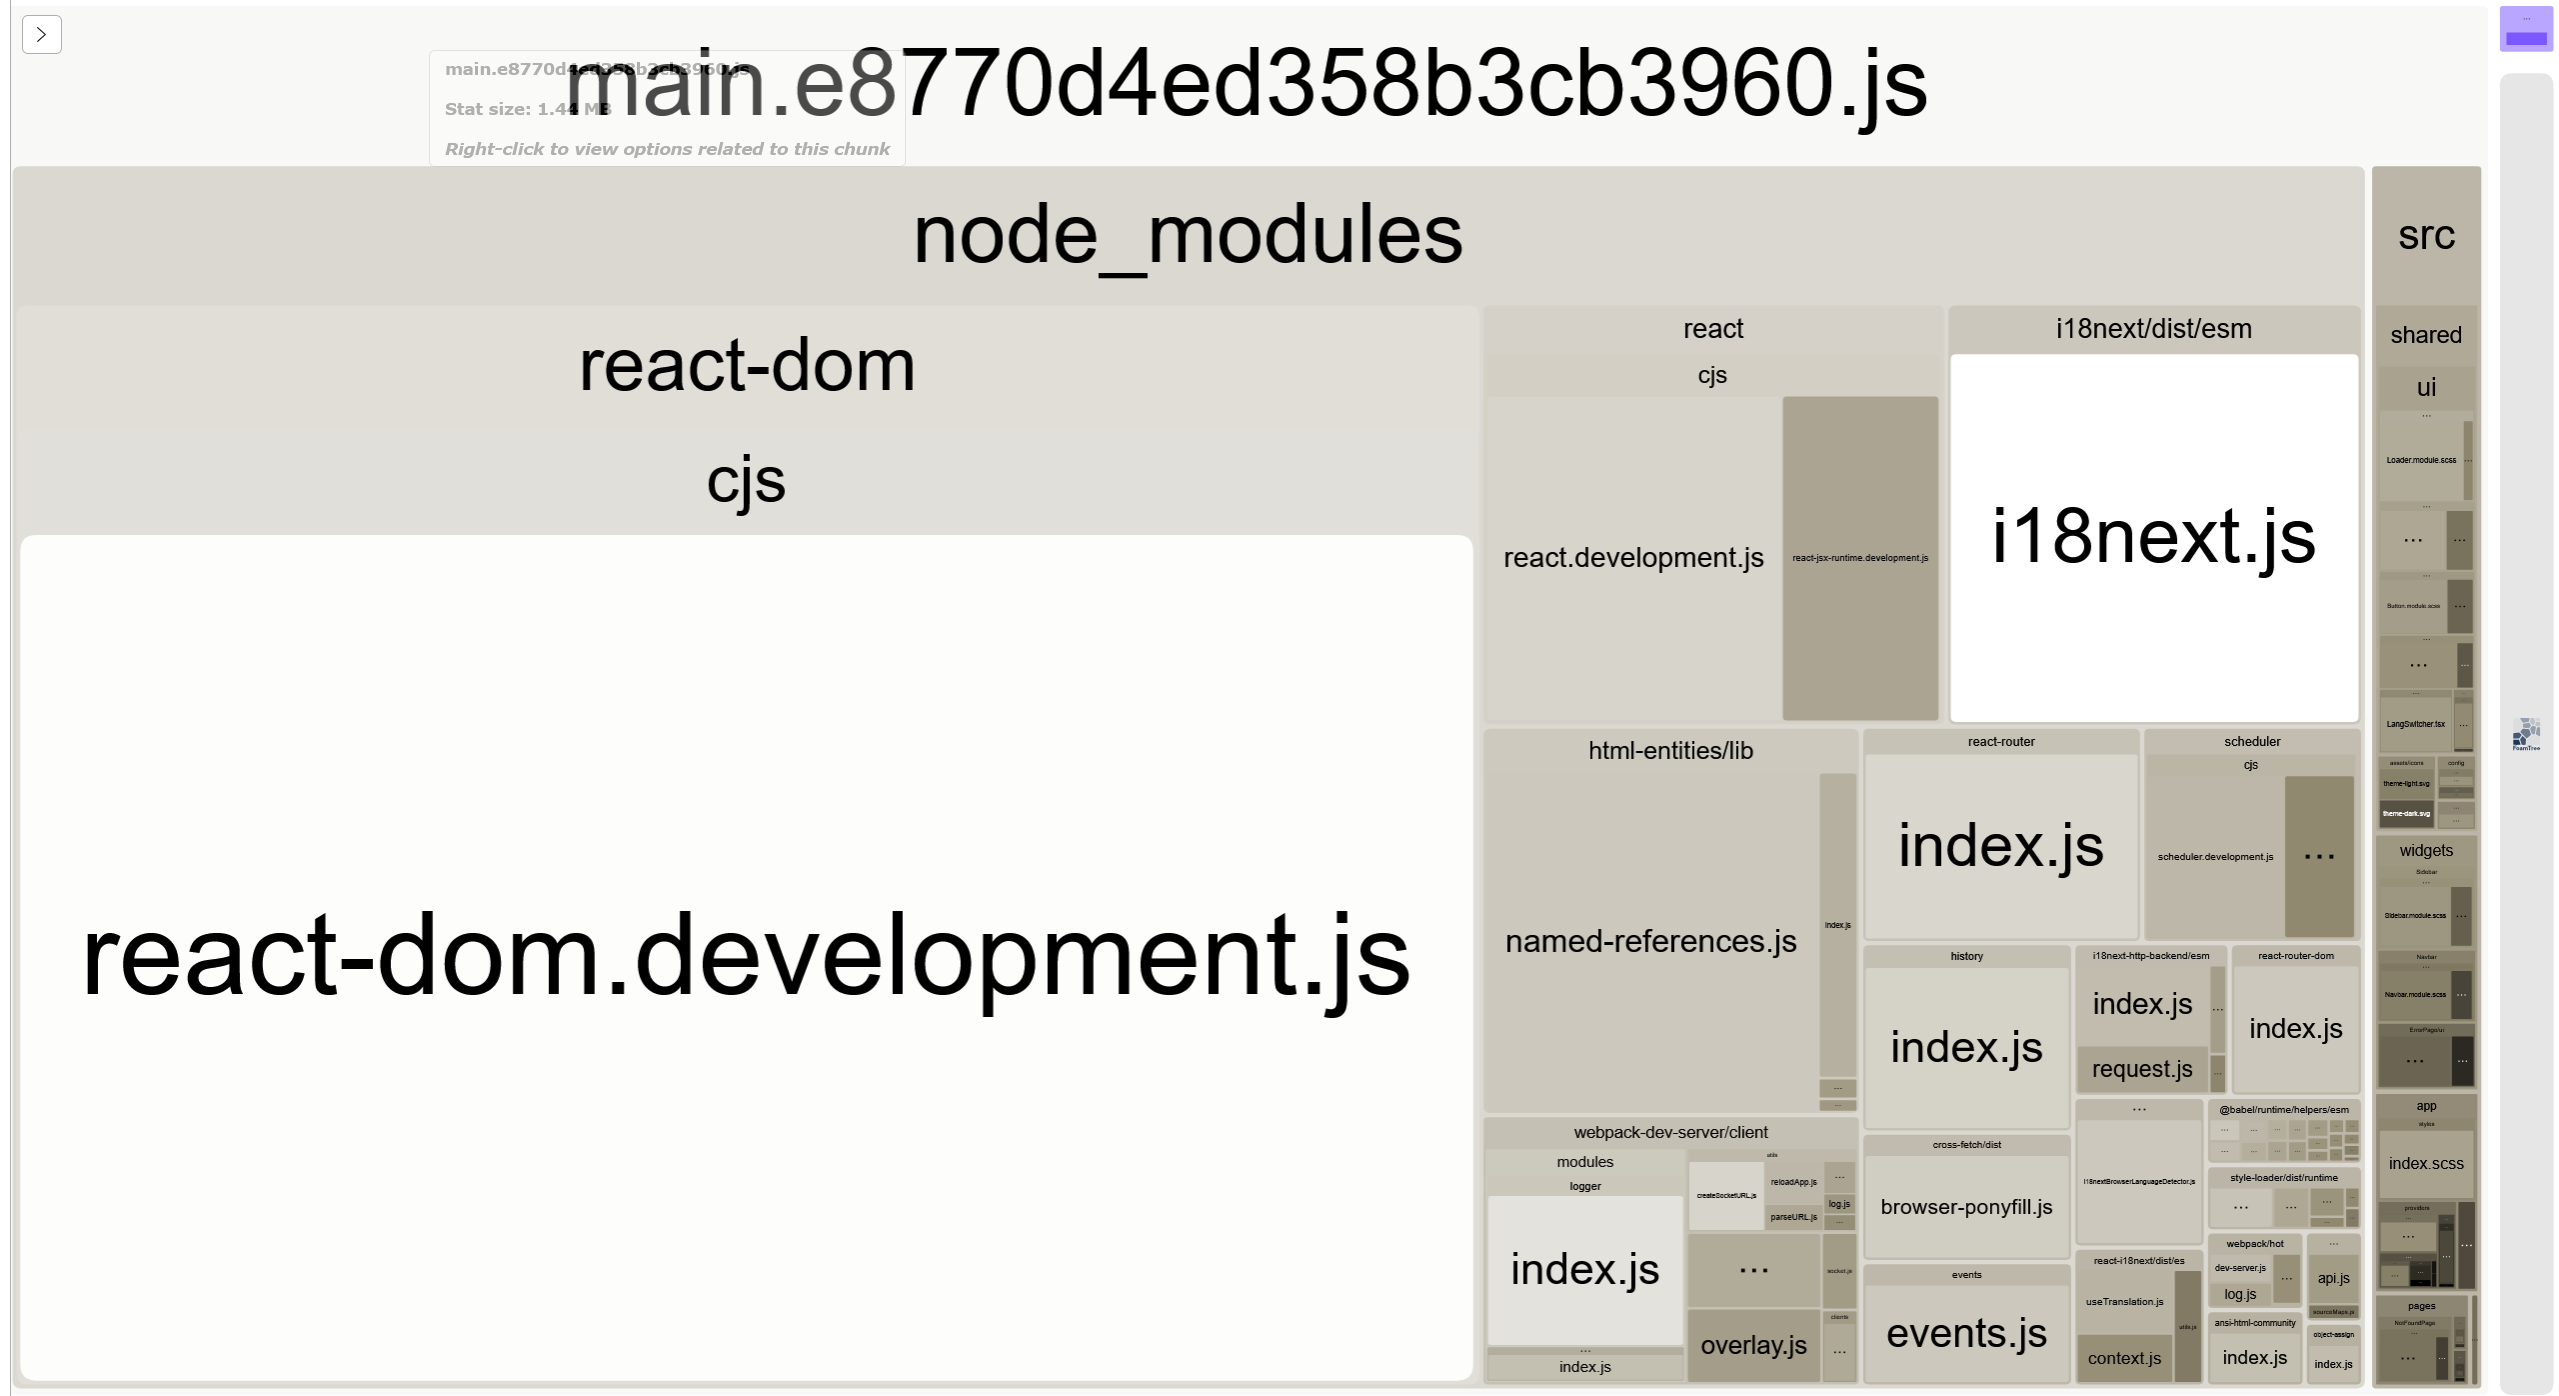 main.e8770d4ed358b3cb3960.js
main.e8770d4ed358b3cb3960.js
Stat size: 1.44 MB
Right-click to view options related to this chunk
node_modules
src
react-dom
cjs
react-dom.development.js
react
cjs
react.development.js
react-jsx-runtime.development.js
i18next/dist/esm
i18next.js
html-entities/lib
named-references.js
index.js
...
...
react-router
index.js
scheduler
cjs
scheduler.development.js
...
history
index.js
i18next-http-backend/esm
index.js
...
request.js
...
react-router-dom
index.js
webpack-dev-server/client
modules
logger
index.js
...
index.js
utils
createSocketURL.js
reloadApp.js
...
log.js
parseURL.js
...
...
socket.js
overlay.js
clients
...
cross-fetch/dist
browser-ponyfill.js
events
events.js
...
i18nextBrowserLanguageDetector.js
react-i18next/dist/es
useTranslation.js
utils.js
context.js
@babel/runtime/helpers/esm
style-loader/dist/runtime
...
...
...
webpack/hot
dev-server.js
...
log.js
...
api.js
sourceMaps.js
ansi-html-community
index.js
object-assign
index.js
shared
ui
...
Loader.module.scss
...
...
...
...
...
Button.module.scss
...
...
...
...
...
LangSwitcher.tsx
...
assets/icons
config
theme-light.svg
theme-dark.svg
widgets
Sidebar
...
Sidebar.module.scss
...
Navbar
...
Navbar.module.scss
...
ErrorPage/ui
...
...
app
styles
index.scss
providers
...
...
...
pages
NotFoundPage
...
...
...
FoamTree